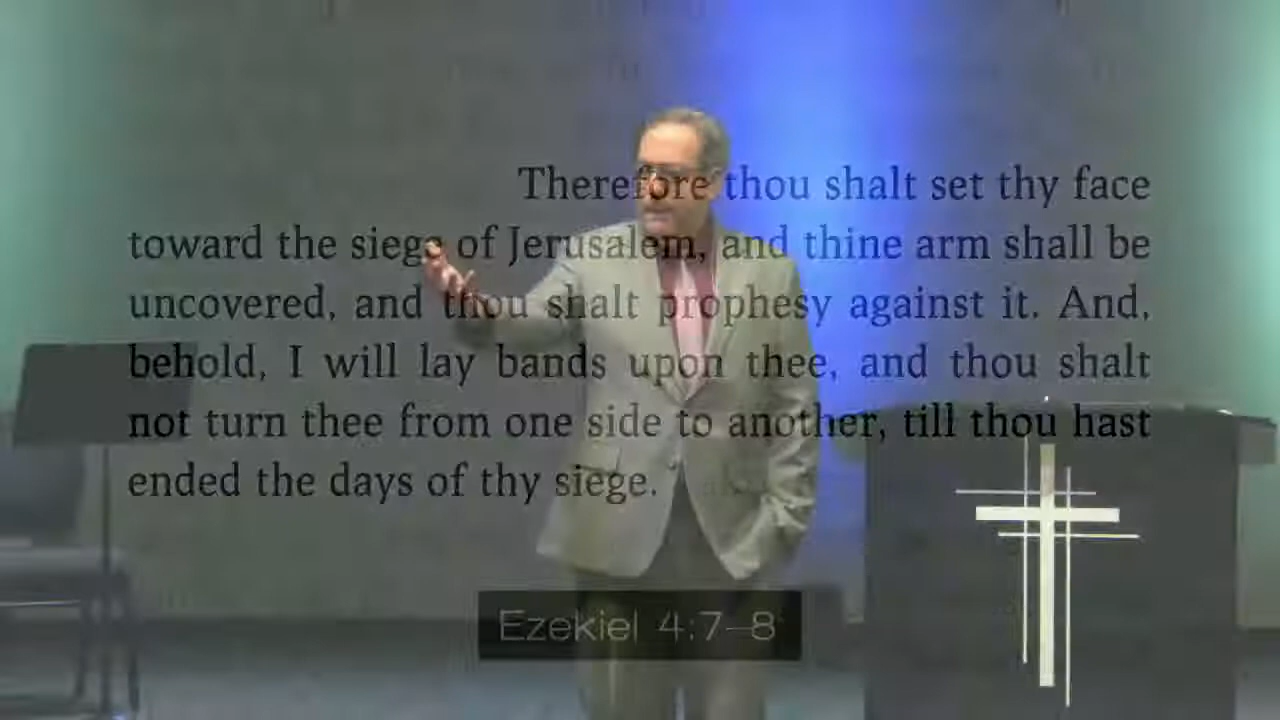 Therefore thou shalt set thy face
toward the siege of Jerusalem, and thine arm shall be
uncovered, and thou shalt prophesy against it. And,
behold, I will lay bands upon thee, and thou shalt
not turn thee from one side to another, till thou hast
ended the days of thy siege.
Ezekiel 4:7–8